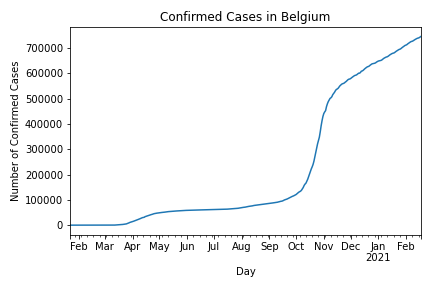 Confirmed Cases in Belgium
Number of Confirmed Cases
700000
600000
500000
400000
300000
200000
100000
0
Feb Mar Apr May Jun Jul Aug Sep Oct Nov Dec Jan Feb
2021
Day